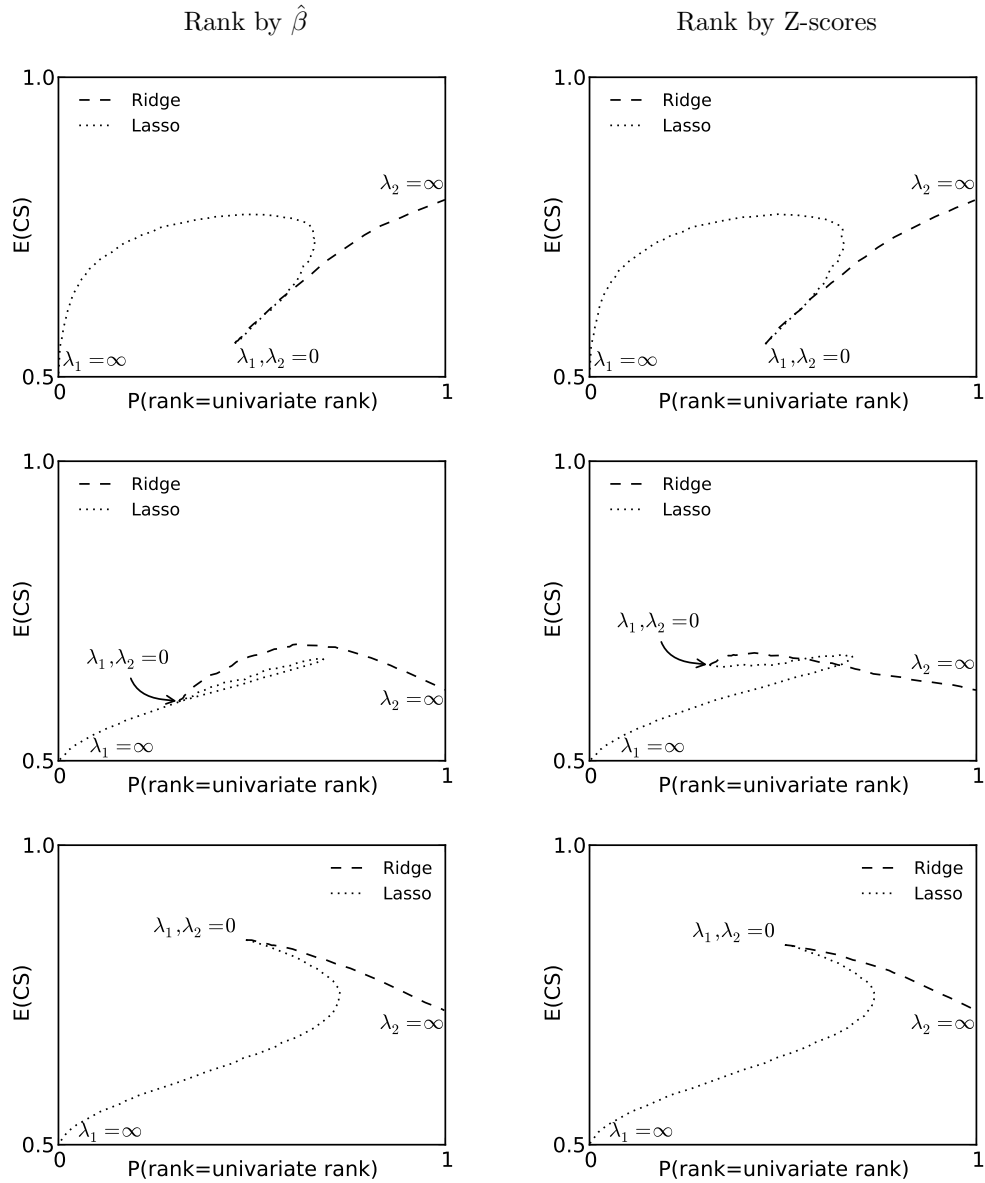 Rank by β̂
Rank by Z-scores
1.0
Ridge
Lasso
λ₂ =∞
E(CS)
λ₁ =∞
λ₁,λ₂ =0
0.5
0
1
P(rank=univariate rank)
1.0
Ridge
Lasso
λ₂ =∞
E(CS)
λ₁ =∞
λ₁,λ₂ =0
0.5
0
1
P(rank=univariate rank)
1.0
Ridge
Lasso
E(CS)
λ₁,λ₂ =0
λ₂ =∞
λ₁ =∞
0.5
0
1
P(rank=univariate rank)
1.0
Ridge
Lasso
E(CS)
λ₁,λ₂ =0
λ₂ =∞
λ₁ =∞
0.5
0
1
P(rank=univariate rank)
1.0
Ridge
Lasso
λ₁,λ₂ =0
E(CS)
λ₂ =∞
λ₁ =∞
0.5
0
1
P(rank=univariate rank)
1.0
Ridge
Lasso
λ₁,λ₂ =0
E(CS)
λ₂ =∞
λ₁ =∞
0.5
0
1
P(rank=univariate rank)